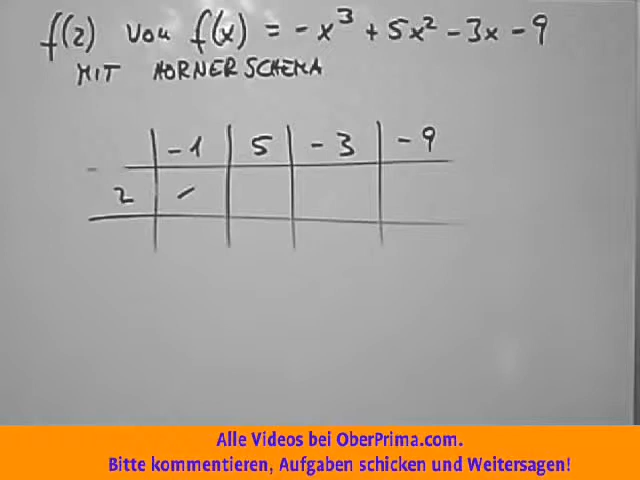 f(2) von f(x) = -x³ + 5x² - 3x - 9
MIT HORNERSCHEMA
-1 5 -3 -9
2 -
Alle Videos bei OberPrima.com.
Bitte kommentieren, Aufgaben schicken und Weitersagen!